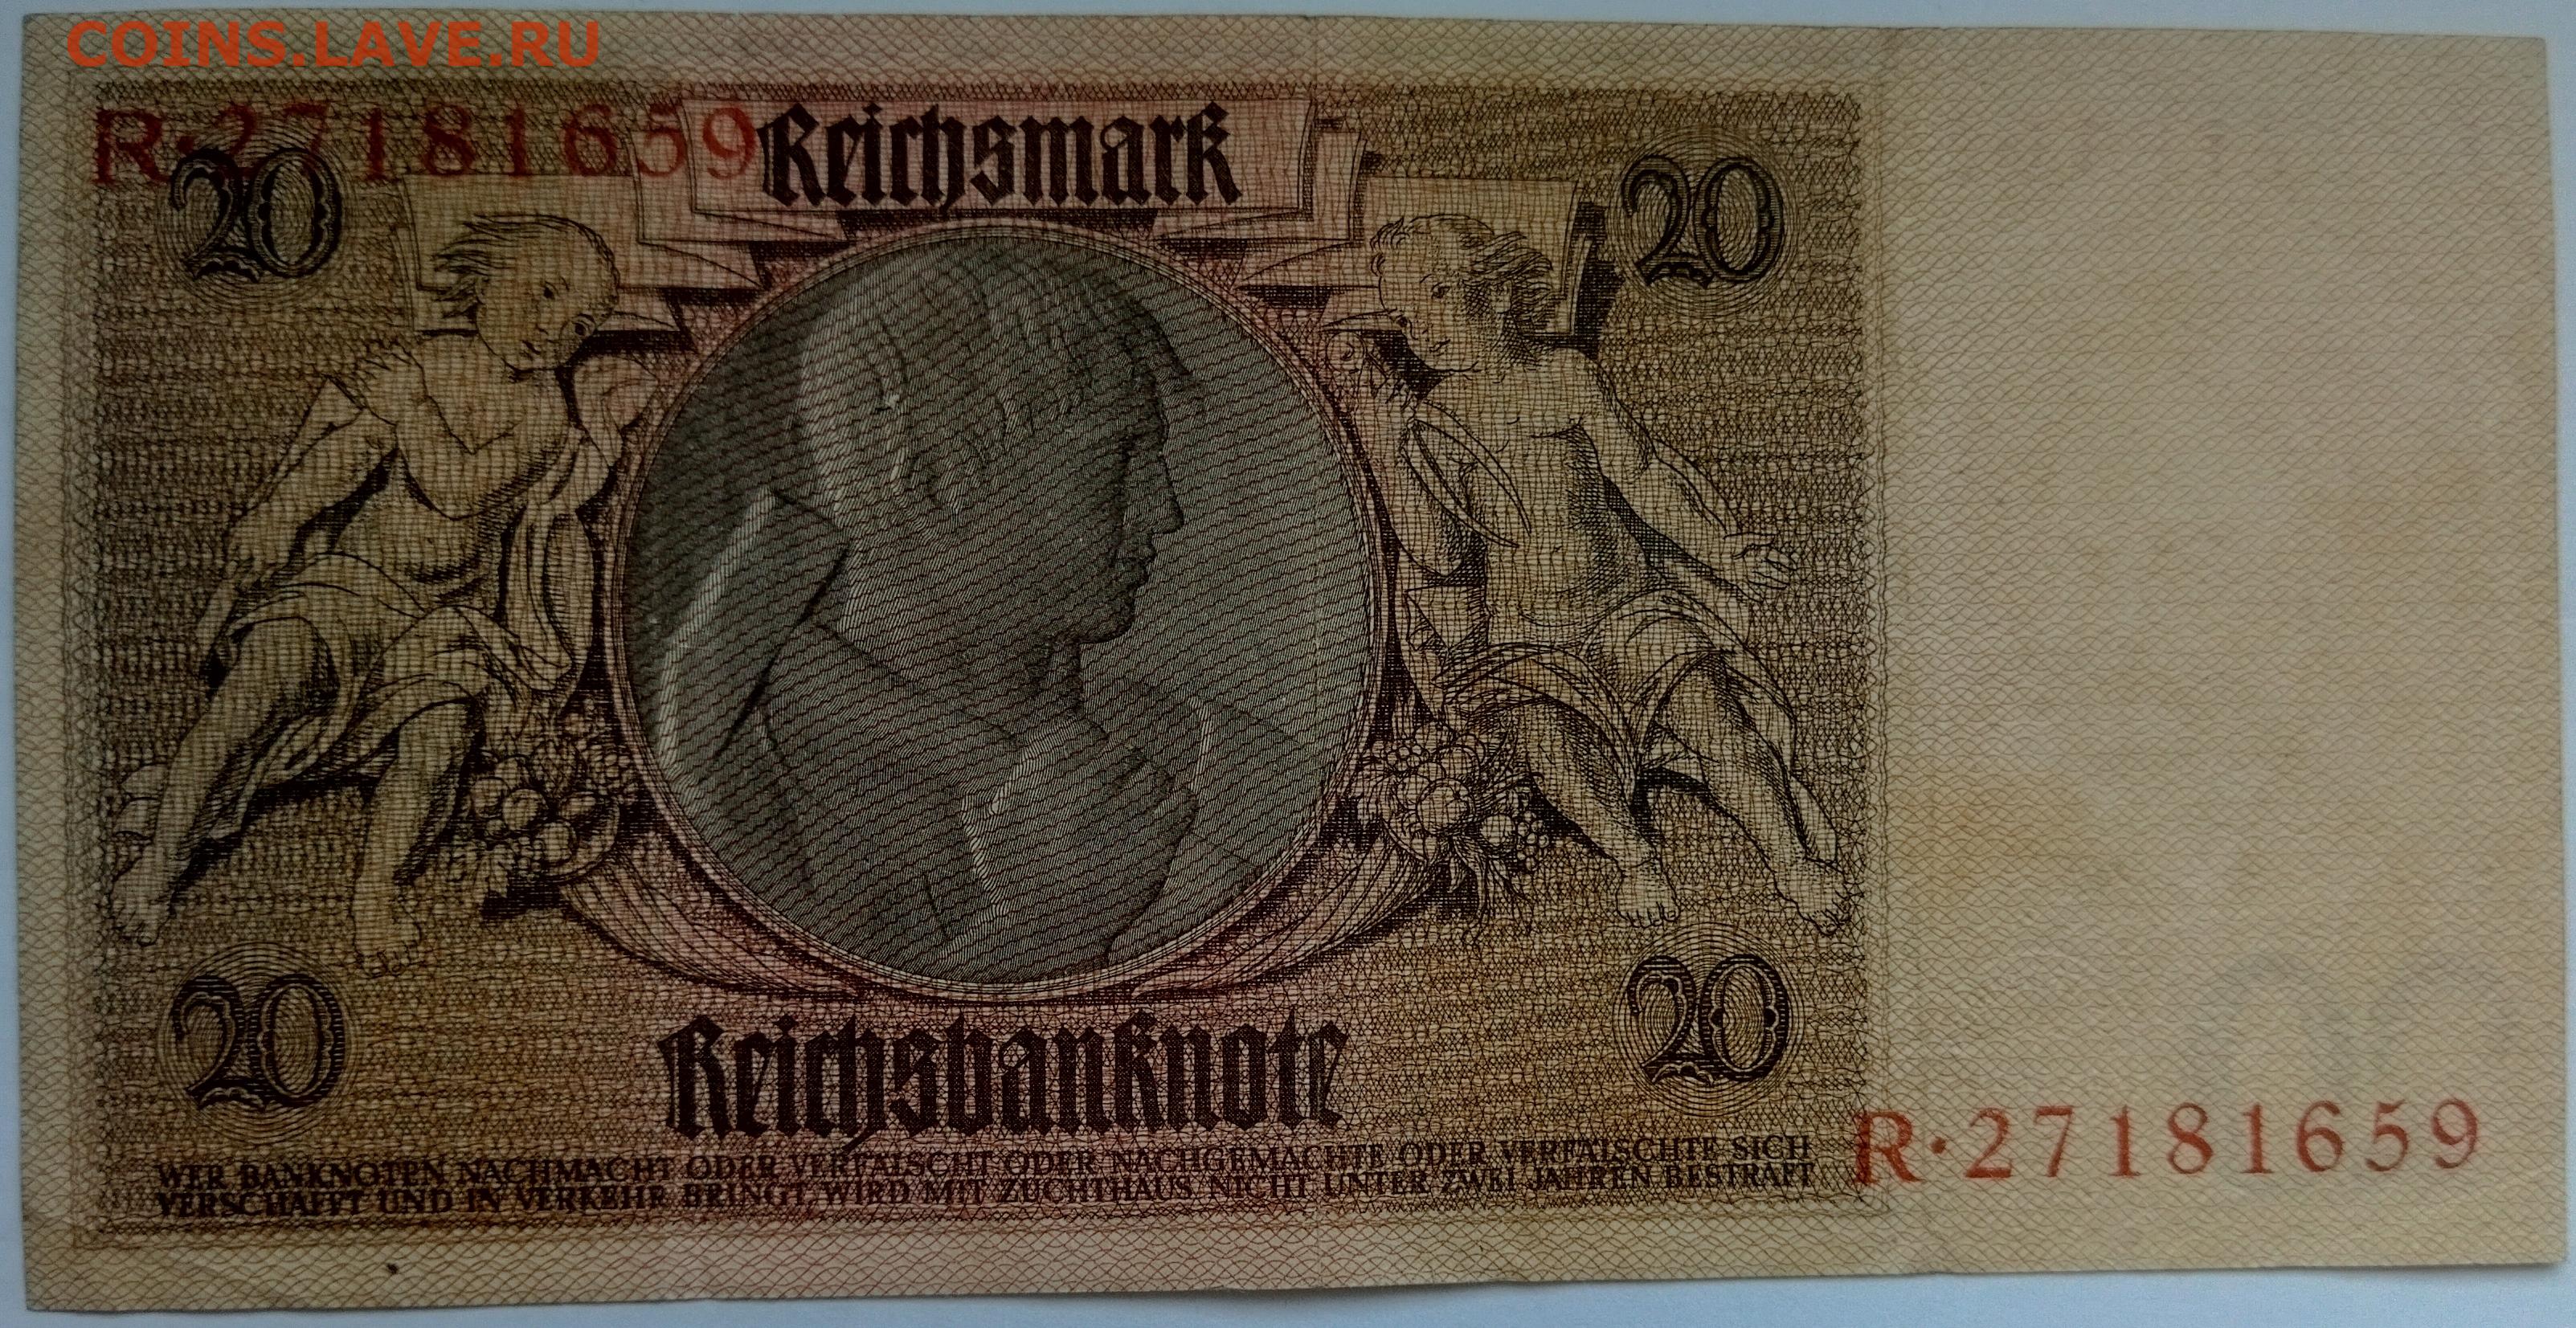 COINS.LAVE.RU
R·27181659
Reichsmark
20
20
20
20
Reichsbanknote
WER BANKNOTEN NACHMACHT ODER VERFÄLSCHT ODER NACHGEMACHTE ODER VERFÄLSCHTE SICH
VERSCHAFFT UND IN VERKEHR BRINGT, WIRD MIT ZUCHTHAUS NICHT UNTER ZWEI JAHREN BESTRAFT
R·27181659